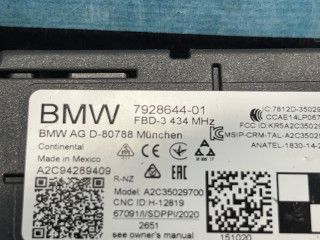 BMW 7928644-01
FBD-3 434 MHz
BMW AG D-80788 München
Continental
Made in Mexico
A2C94289409
R-NZ
Model: A2C35029700
CNC ID: H-12819
67091/I/SDPPI/2020
2651
see owner's manual
IC: 7812D-35029
CCAE14LP067
FCC ID: KR5A2C3502
MSIP-CRM-TAL-A2C3502
ANATEL-1830-14-2
151020